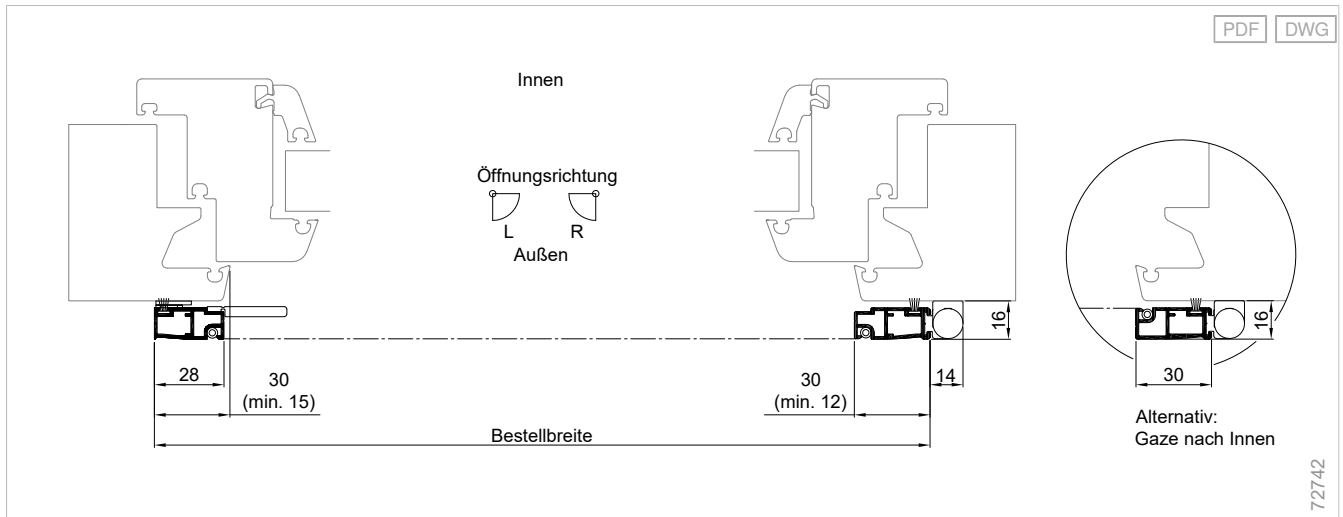 PDF DWG
Innen
Öffnungsrichtung
L R
Außen
16
16
28
30
(min. 15)
30
(min. 12)
14
30
Bestellbreite
Alternativ:
Gaze nach Innen
72742